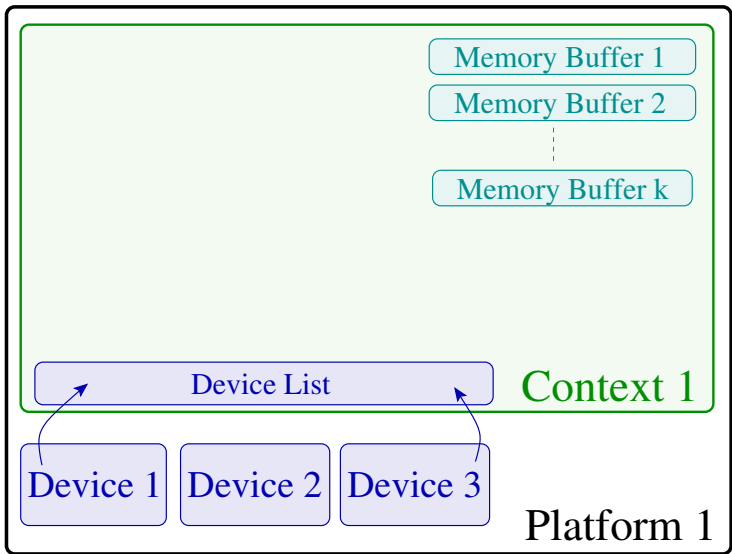 Memory Buffer 1
Memory Buffer 2
Memory Buffer k
Device List
Context 1
Device 1
Device 2
Device 3
Platform 1